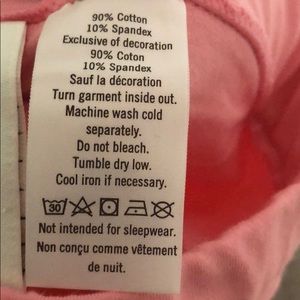 90% Cotton
10% Spandex
Exclusive of decoration
90% Coton
10% Spandex
Sauf la décoration
Turn garment inside out.
Machine wash cold
separately.
Do not bleach.
Tumble dry low.
Cool iron if necessary.
30
Not intended for sleepwear.
Non conçu comme vêtement
de nuit.